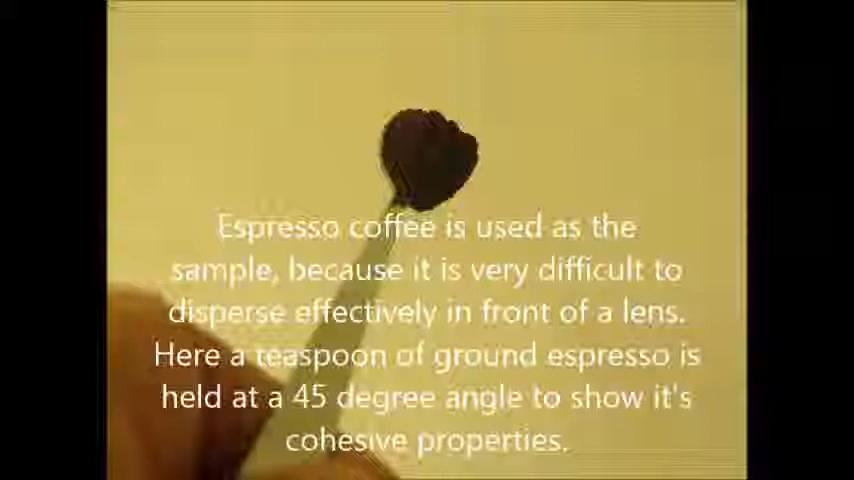 Espresso coffee is used as the
sample, because it is very difficult to
disperse effectively in front of a lens.
Here a teaspoon of ground espresso is
held at a 45 degree angle to show it's
cohesive properties.